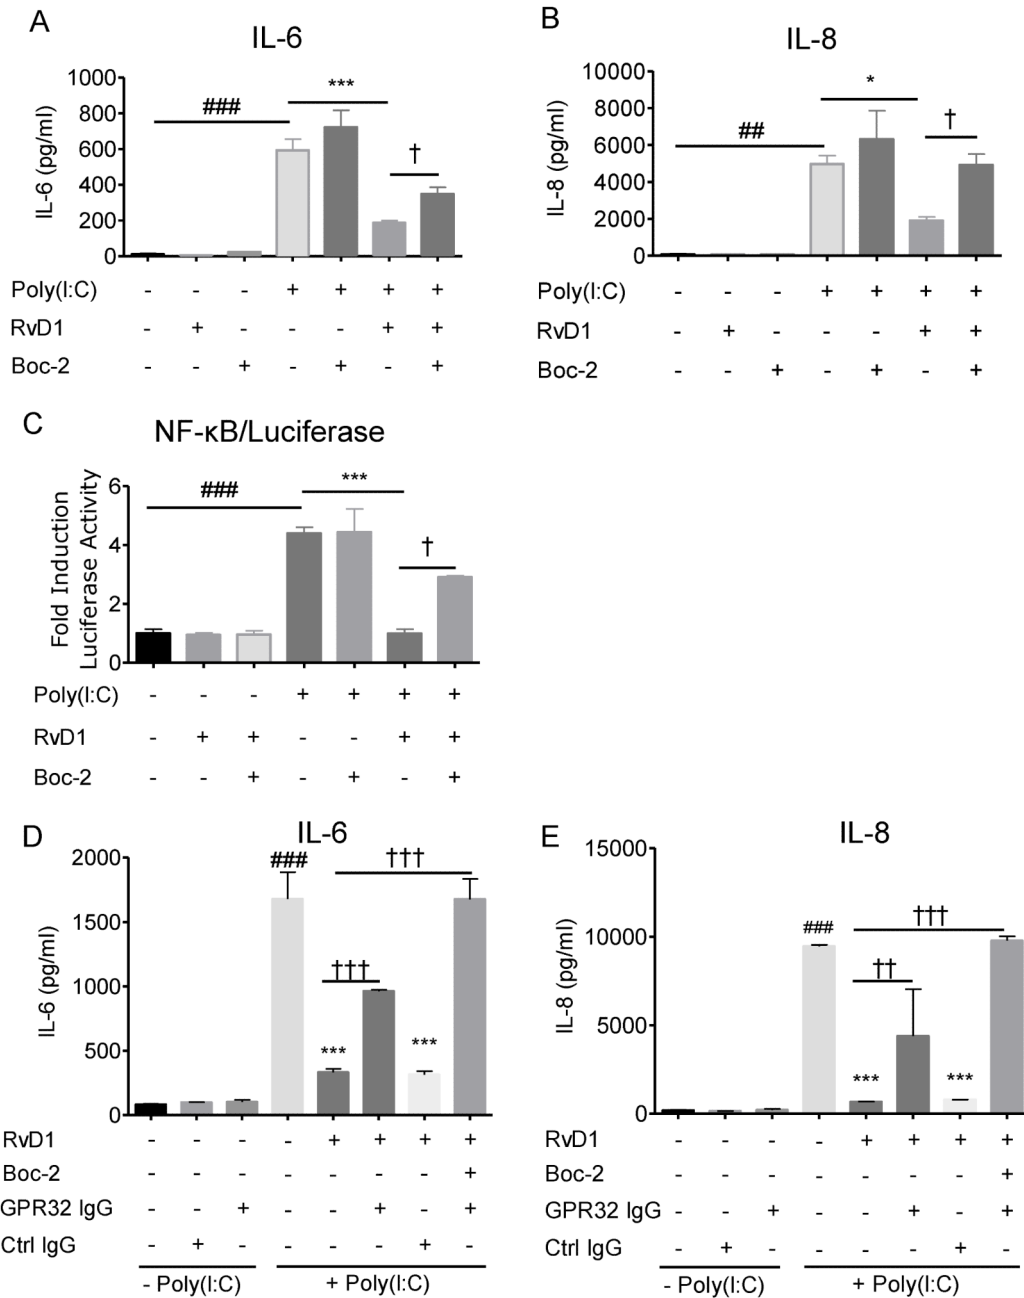 A
IL-6
IL-6 (pg/ml)
1000
800
600
400
200
0
###
***
†
Poly(I:C) - - - + + + +
RvD1 - + - - - + +
Boc-2 - - + - + - +
B
IL-8
IL-8 (pg/ml)
10000
8000
6000
4000
2000
0
##
*
†
Poly(I:C) - - - + + + +
RvD1 - + - - - + +
Boc-2 - - + - + - +
C
NF-κB/Luciferase
Fold Induction
Luciferase Activity
6
4
2
0
###
***
†
Poly(I:C) - - - + + + +
RvD1 - + + - - + +
Boc-2 - - + - + - +
D
IL-6
IL-6 (pg/ml)
2000
1500
1000
500
0
###
***
†††
***
†††
RvD1 - - - - + + + +
Boc-2 - - - - - - - +
GPR32 IgG - - + - - + - +
Ctrl IgG - + - - - - + -
- Poly(I:C) + Poly(I:C)
E
IL-8
IL-8 (pg/ml)
15000
10000
5000
0
###
***
††
***
†††
RvD1 - - - - + + + +
Boc-2 - - - - - - - +
GPR32 IgG - - + - - + - +
Ctrl IgG - + - - - - + -
- Poly(I:C) + Poly(I:C)